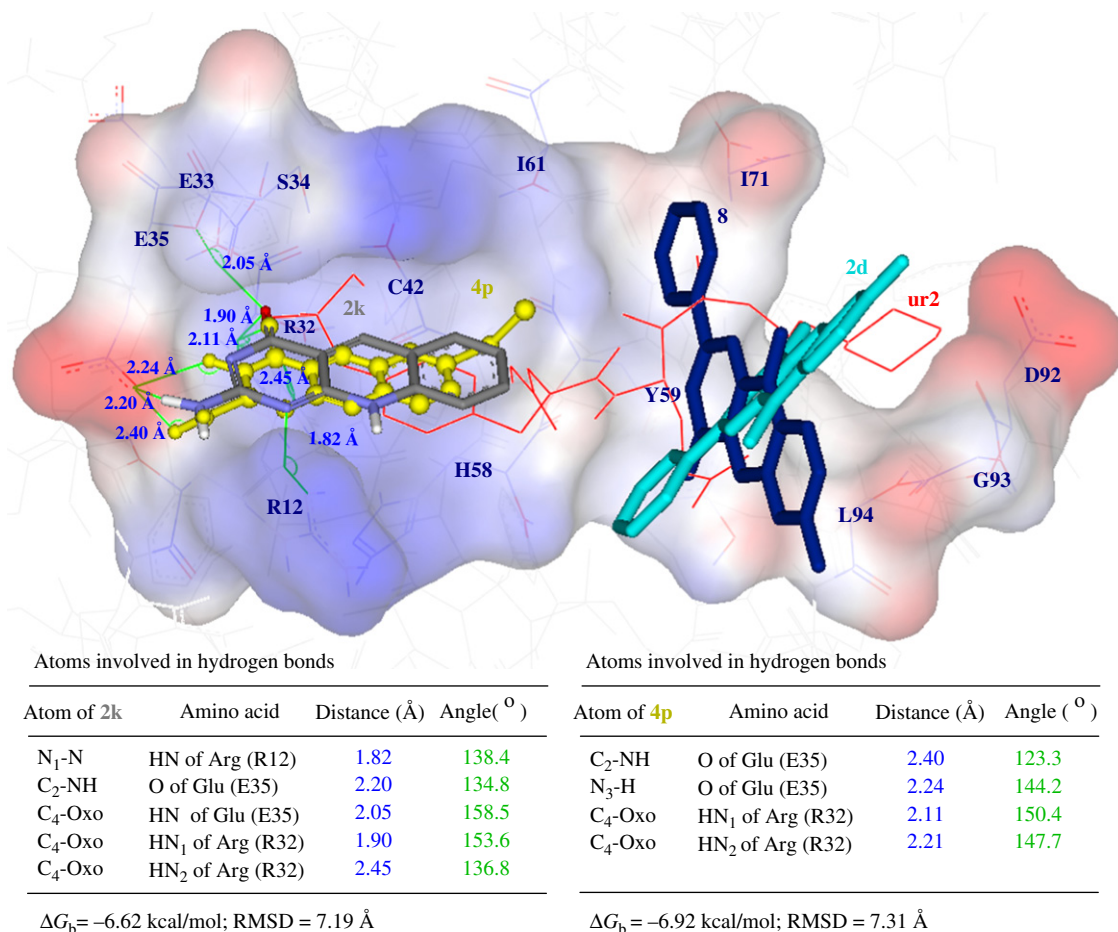 I61
I71
E33 S34
8
E35
2.05 Å
2d
C42 4p
2k
ur2
1.90 Å
R32
2.11 Å
2.24 Å
2.45 Å
D92
2.20 Å
Y59
2.40 Å
1.82 Å
H58
G93
R12
L94
Atoms involved in hydrogen bonds
Atom of 2k Amino acid Distance (Å) Angle( °)
N₁-N HN of Arg (R12) 1.82 138.4
C₂-NH O of Glu (E35) 2.20 134.8
C₄-Oxo HN of Glu (E35) 2.05 158.5
C₄-Oxo HN₁ of Arg (R32) 1.90 153.6
C₄-Oxo HN₂ of Arg (R32) 2.45 136.8
ΔG_b= –6.62 kcal/mol; RMSD = 7.19 Å
Atoms involved in hydrogen bonds
Atom of 4p Amino acid Distance (Å) Angle ( °)
C₂-NH O of Glu (E35) 2.40 123.3
N₃-H O of Glu (E35) 2.24 144.2
C₄-Oxo HN₁ of Arg (R32) 2.11 150.4
C₄-Oxo HN₂ of Arg (R32) 2.21 147.7
ΔG_b = –6.92 kcal/mol; RMSD = 7.31 Å